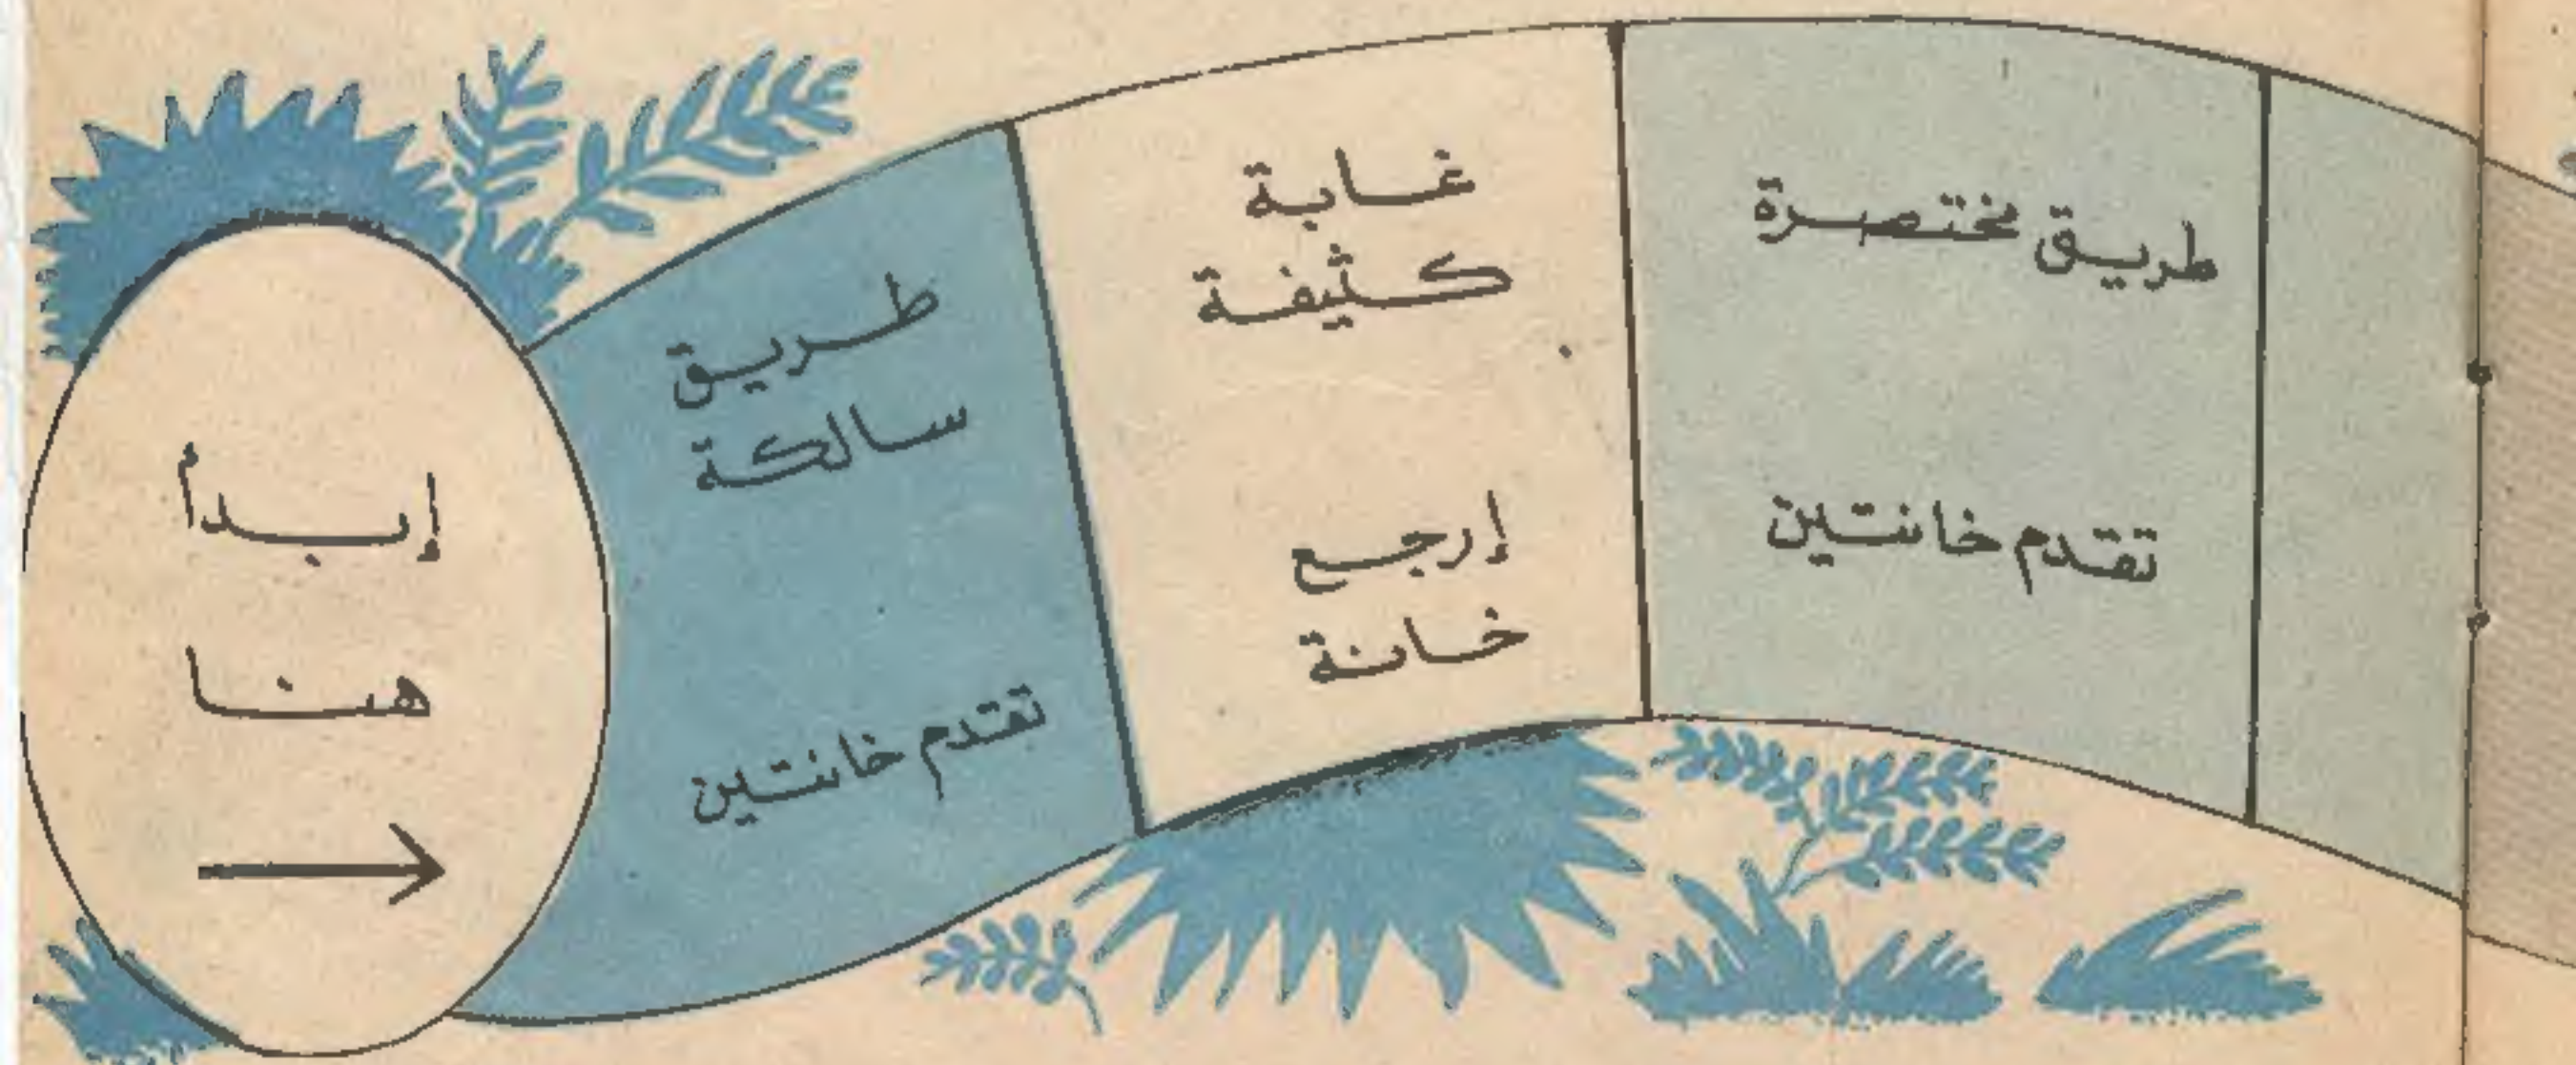 إبدأ
هنا
طريق
سالكة
تقدم خانتين
غابة
كثيفة
إرجع
خانة
طريق مختصرة
تقدم خانتين